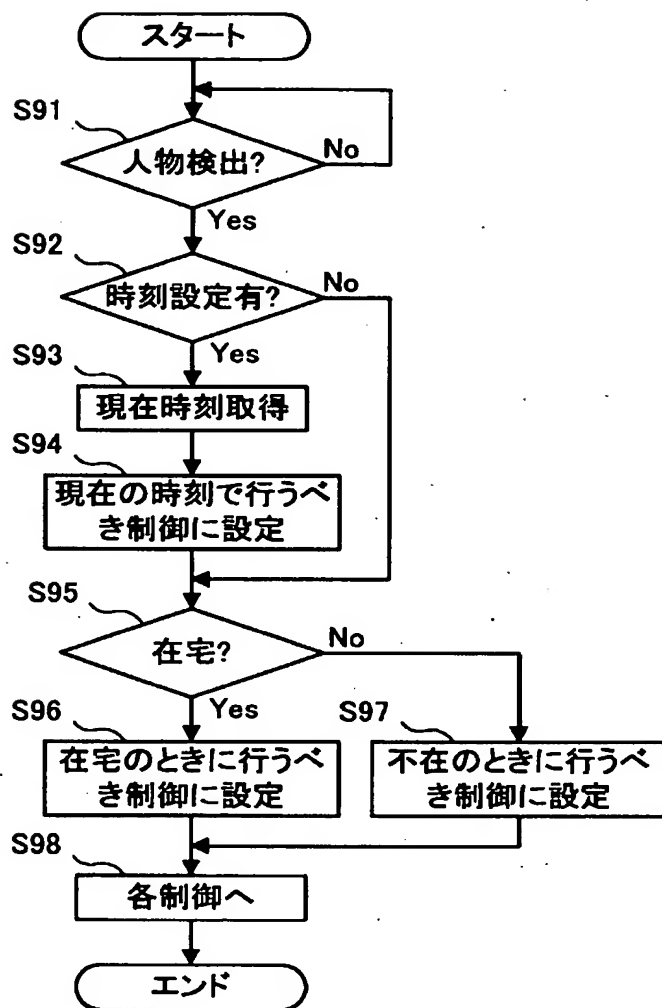 スタート
S91
人物検出?
No
Yes
S92
時刻設定有?
No
Yes
S93
現在時刻取得
S94
現在の時刻で行うべ
き制御に設定
S95
在宅?
No
Yes
S96
在宅のときに行うべ
き制御に設定
S97
不在のときに行うべ
き制御に設定
S98
各制御へ
エンド